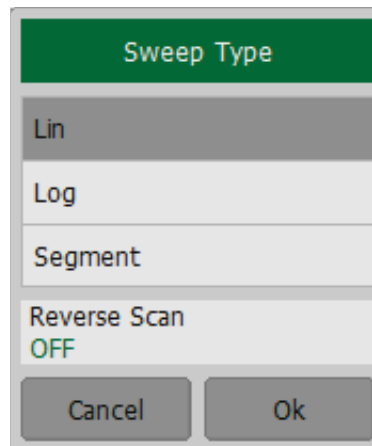 Sweep Type
Lin
Log
Segment
Reverse Scan
OFF
Cancel Ok